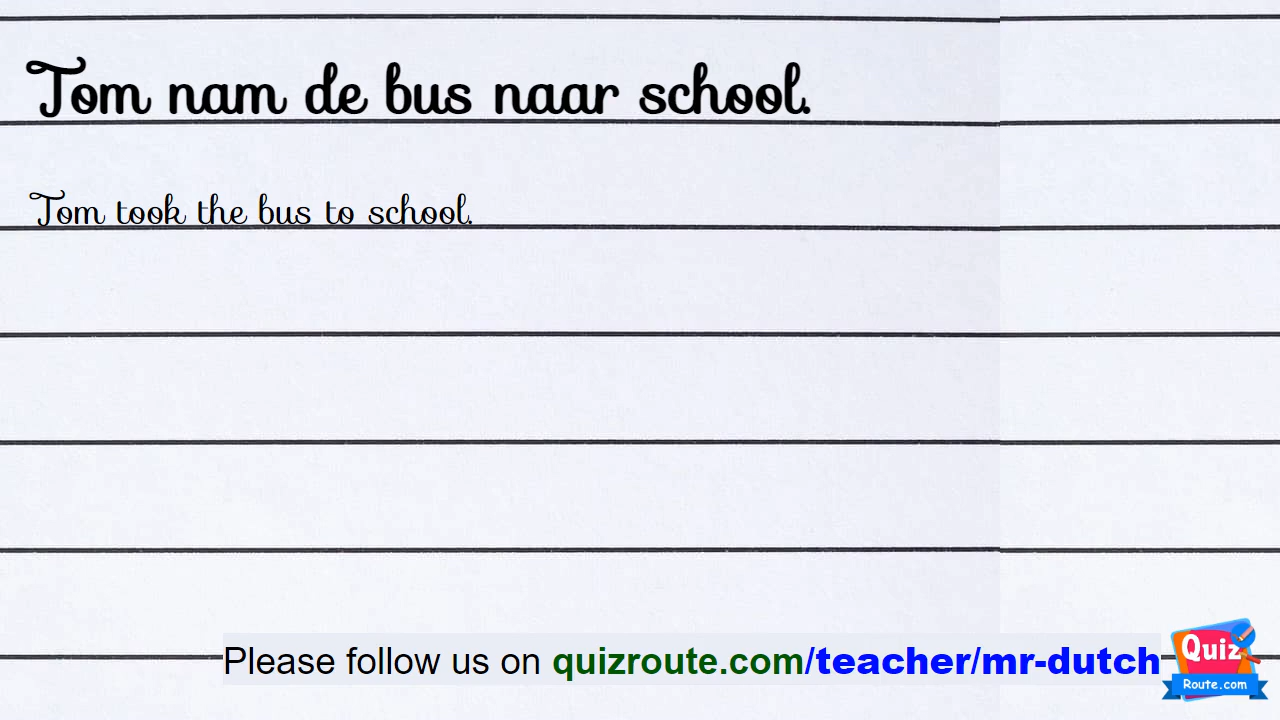 Tom nam de bus naar school.
Tom took the bus to school.
Please follow us on quizroute.com/teacher/mr-dutch
Quiz
Route.com